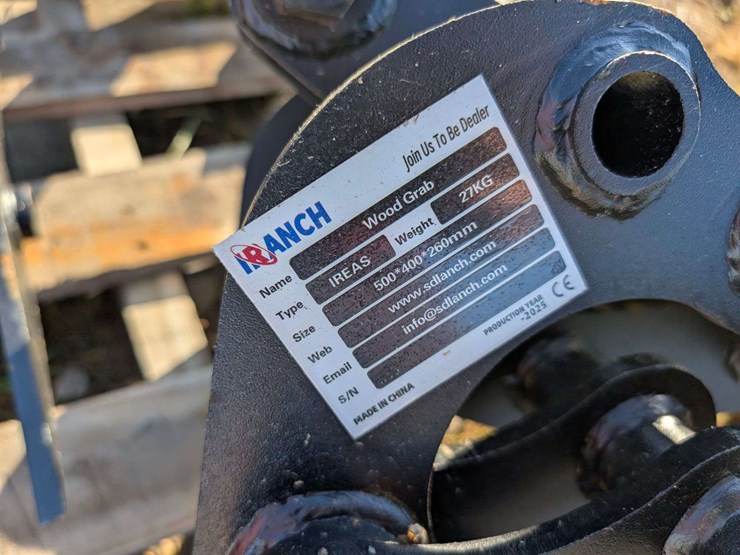 LANCH
Join Us To Be Dealer
Name Wood Grab
Type IREAS Weight 27KG
Size 500*400*260mm
Web www.sdlanch.com
Email info@sdlanch.com
S/N
MADE IN CHINA
PRODUCTION YEAR
-2025
CE